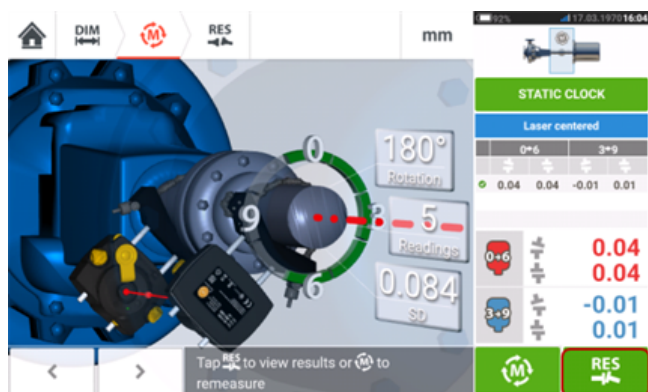 92% 17.03.1970 16:04
DIM
M
RES
mm
STATIC CLOCK
Laser centered
0+6 3+9
0.04 0.04 -0.01 0.01
0
9
6
180°
Rotation
5
Readings
0.084
SD
0+6
0.04
0.04
3+9
-0.01
0.01
Tap RES to view results or M to
remeasure
M
RES